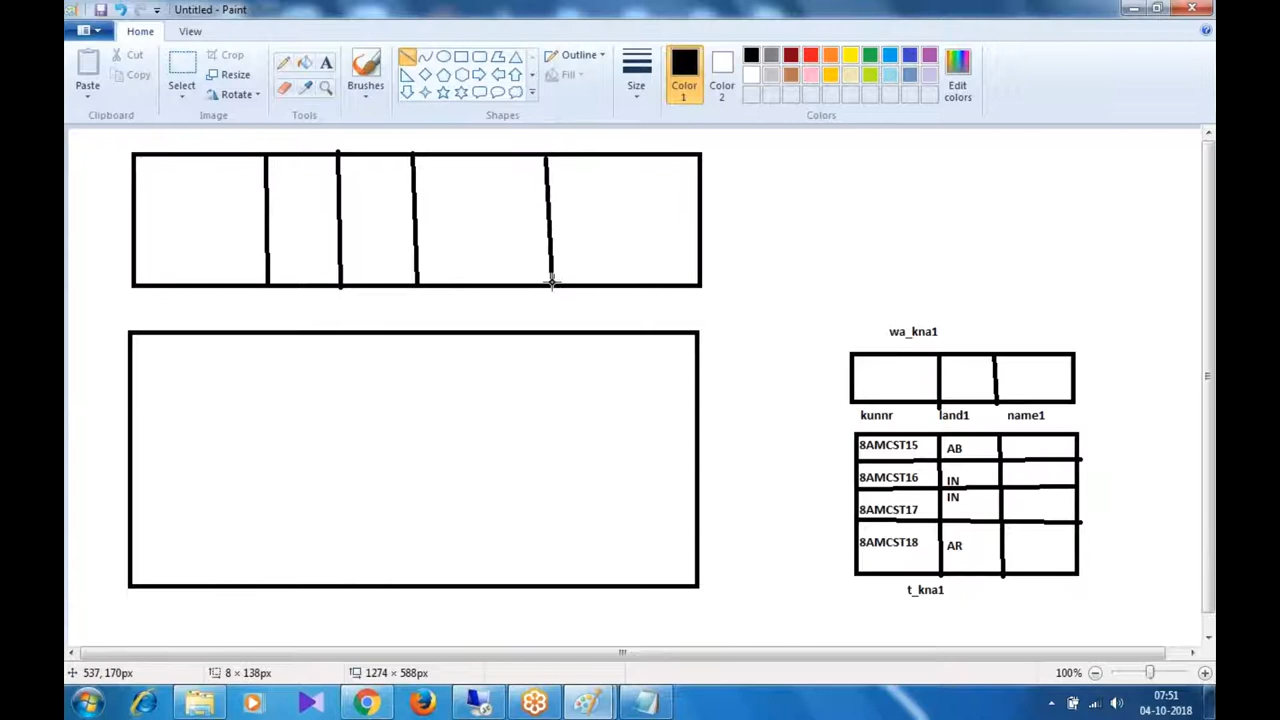 Untitled - Paint
Home
View
Paste
Cut
Copy
Clipboard
Select
Crop
Resize
Rotate
Image
Tools
Brushes
Outline
Fill
Shapes
Size
Color
1
Color
2
Edit
colors
Colors
wa_kna1
kunnr land1 name1
8AMCST15 AB
8AMCST16 IN
IN
8AMCST17
8AMCST18 AR
t_kna1
537, 170px
8 × 138px
1274 × 588px
100%
07:51
04-10-2018